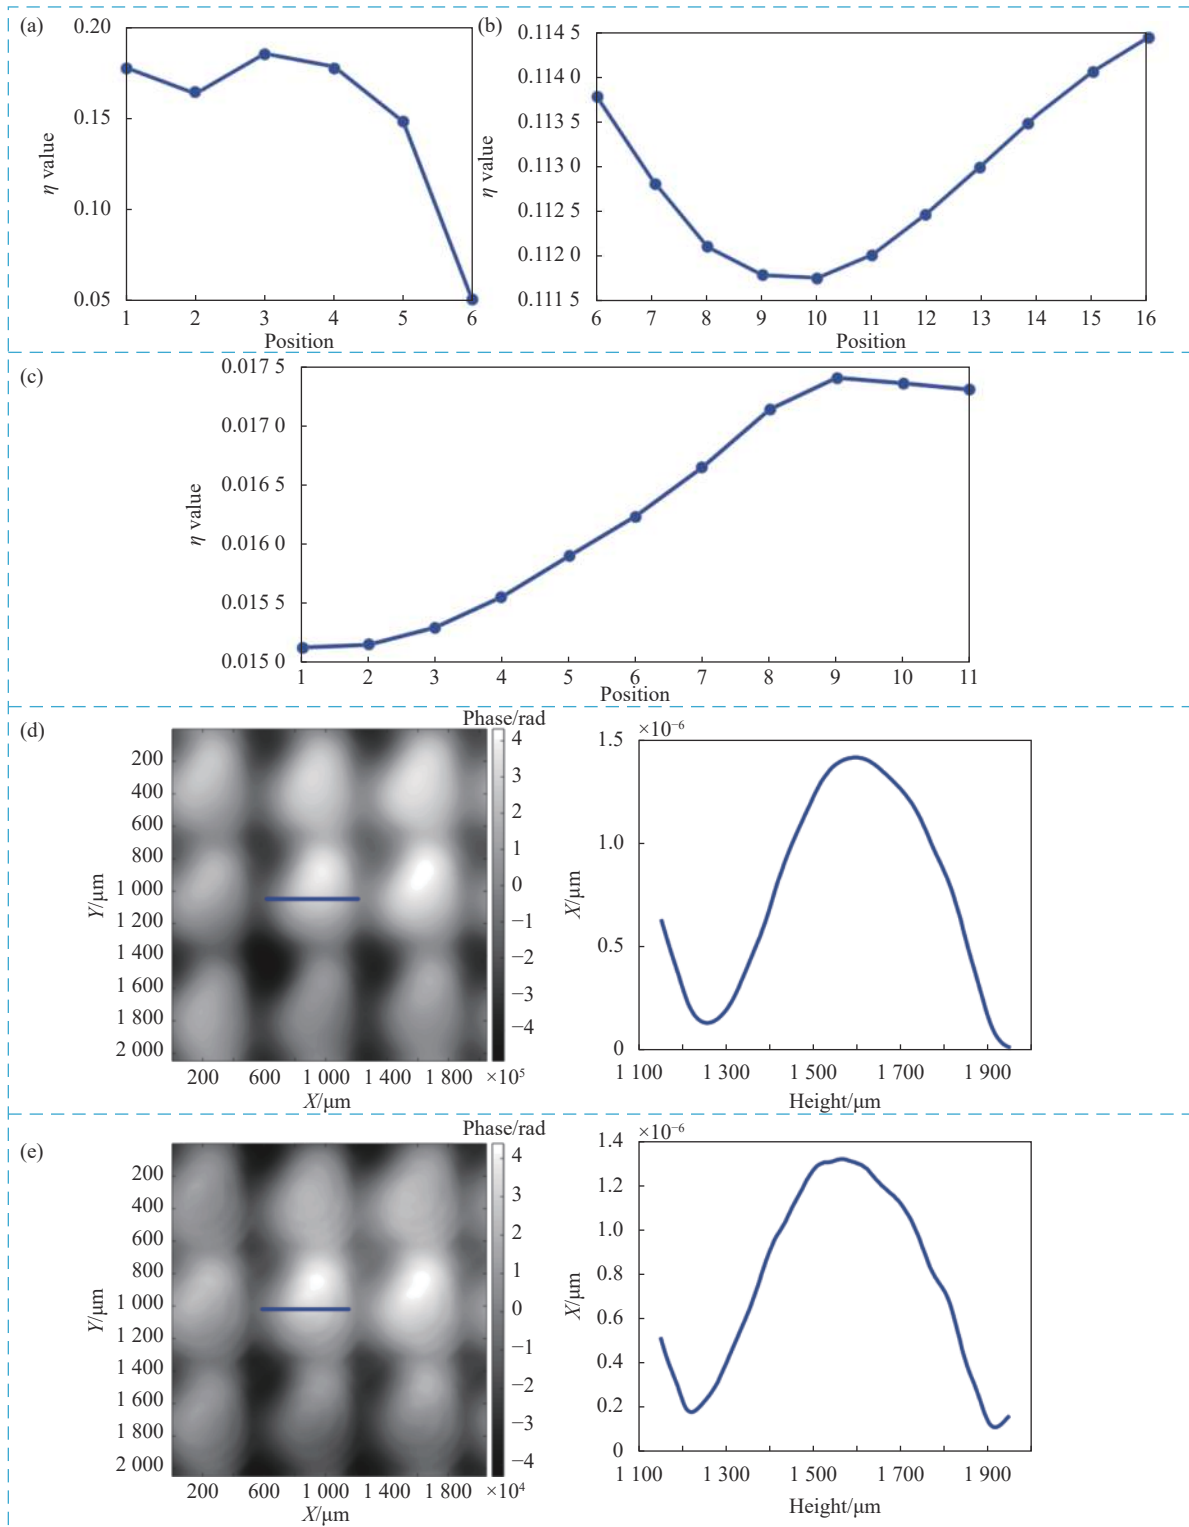 (a)
0.20
0.15
0.10
0.05
η value
1 2 3 4 5 6
Position
(b)
0.114 5
0.114 0
0.113 5
0.113 0
0.112 5
0.112 0
0.111 5
η value
6 7 8 9 10 11 12 13 14 15 16
Position
(c)
0.017 5
0.017 0
0.016 5
0.016 0
0.015 5
0.015 0
η value
1 2 3 4 5 6 7 8 9 10 11
Position
(d)
Phase/rad
200
400
600
800
1 000
1 200
1 400
1 600
1 800
2 000
Y/μm
200 600 1 000 1 400 1 800 ×10⁵
X/μm
4
3
2
1
0
−1
−2
−3
−4
×10⁻⁶
1.5
1.0
0.5
0
X/μm
1 100 1 300 1 500 1 700 1 900
Height/μm
(e)
Phase/rad
200
400
600
800
1 000
1 200
1 400
1 600
1 800
2 000
Y/μm
200 600 1 000 1 400 1 800 ×10⁴
X/μm
4
3
2
1
0
−1
−2
−3
−4
×10⁻⁶
1.4
1.2
1.0
0.8
0.6
0.4
0.2
0
X/μm
1 100 1 300 1 500 1 700 1 900
Height/μm